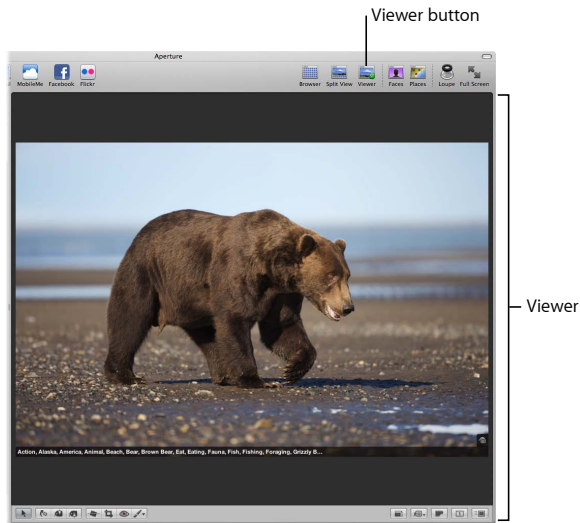 Viewer button
Aperture
MobileMe Facebook Flickr Browser Split View Viewer Faces Places Loupe Full Screen
Viewer
Action, Alaska, America, Animal, Beach, Bear, Brown Bear, Eat, Eating, Fauna, Fish, Fishing, Foraging, Grizzly B...